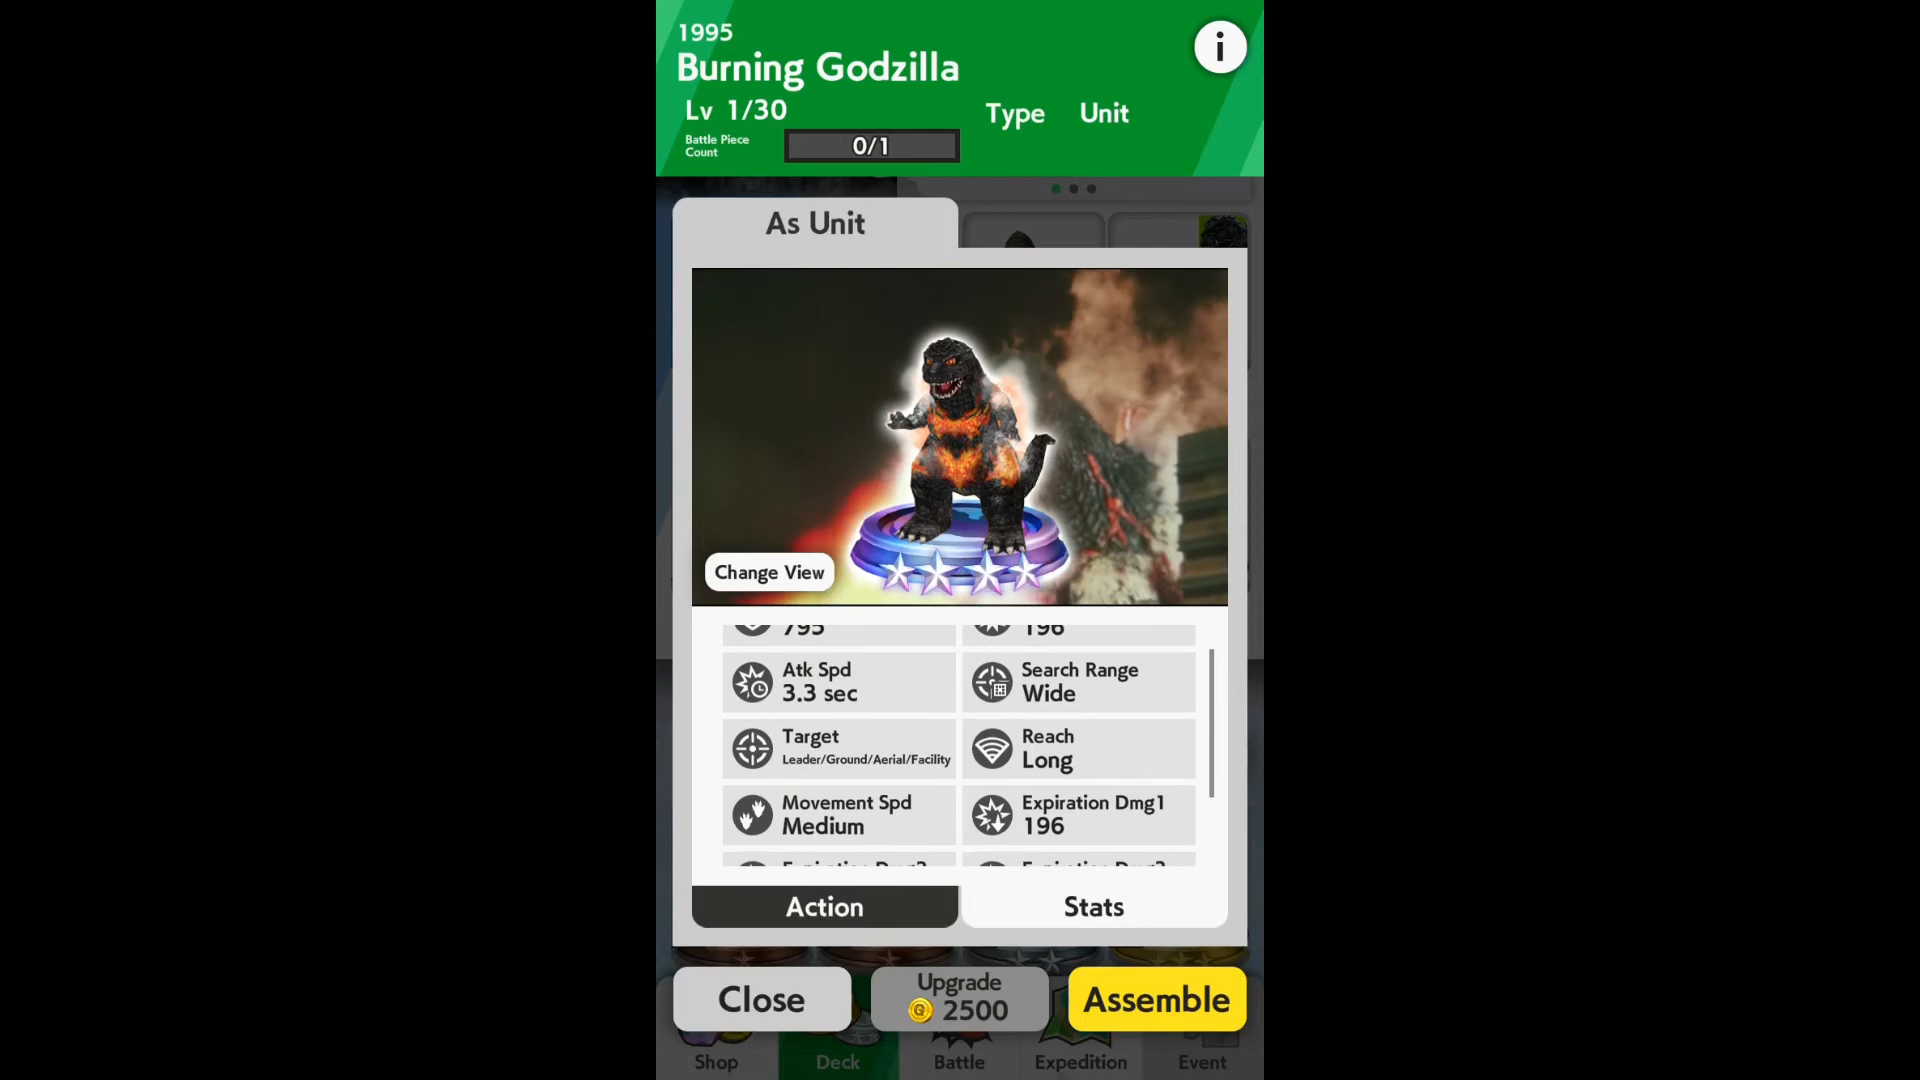 1995
Burning Godzilla
i
Lv 1/30
Type Unit
Battle Piece
Count
0/1
As Unit
Change View
795
196
Atk Spd
3.3 sec
Search Range
Wide
Target
Leader/Ground/Aerial/Facility
Reach
Long
Movement Spd
Medium
Expiration Dmg1
196
Action
Stats
Close
Upgrade
G 2500
Assemble
Shop
Deck
Battle
Expedition
Event